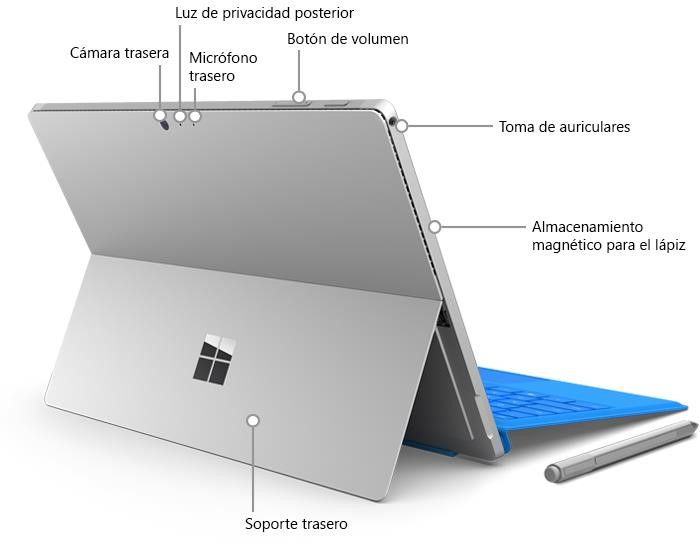 Luz de privacidad posterior
Botón de volumen
Cámara trasera
Micrófono
trasero
Toma de auriculares
Almacenamiento
magnético para el lápiz
Soporte trasero